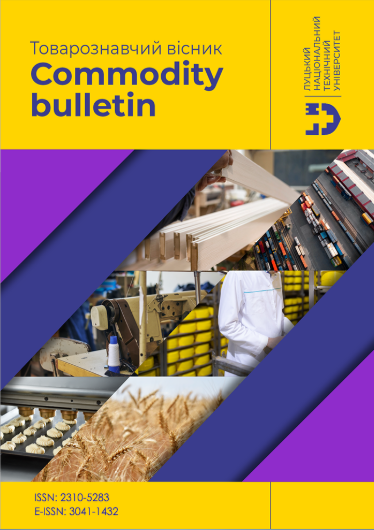 Товарознавчий вісник
Commodity
bulletin
ЛУЦЬКИЙ
НАЦІОНАЛЬНИЙ
ТЕХНІЧНИЙ
УНІВЕРСИТЕТ
ISSN: 2310-5283
E-ISSN: 3041-1432